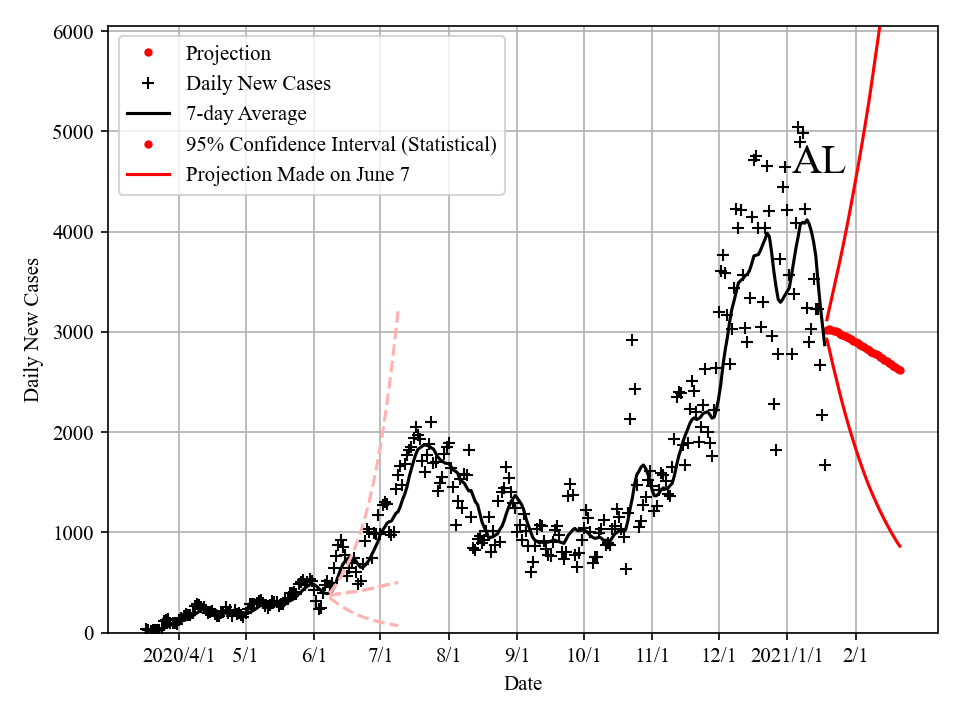 6000
5000
4000
3000
2000
1000
0
Daily New Cases
Projection
Daily New Cases
7-day Average
95% Confidence Interval (Statistical)
Projection Made on June 7
AL
2020/4/1 5/1 6/1 7/1 8/1 9/1 10/1 11/1 12/1 2021/1/1 2/1
Date